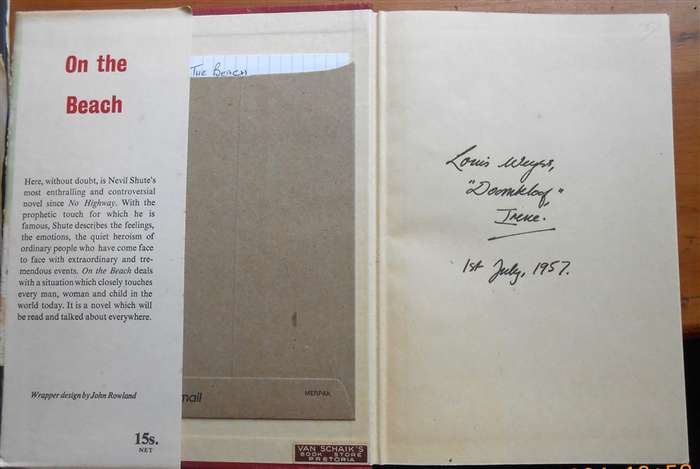 On the
Beach
Here, without doubt, is Nevil Shute's
most enthralling and controversial
novel since No Highway. With the
prophetic touch for which he is
famous, Shute describes the feelings,
the emotions, the quiet heroism of
ordinary people who have come face
to face with extraordinary and tre-
mendous events. On the Beach deals
with a situation which closely touches
every man, woman and child in the
world today. It is a novel which will
be read and talked about everywhere.
Wrapper design by John Rowland
15s.
NET
The Beach
mail
MERPAK
VAN SCHAIK'S
BOOK STORE
PRETORIA
Louis
"Doornkloof"
Irene.
1st July, 1957.